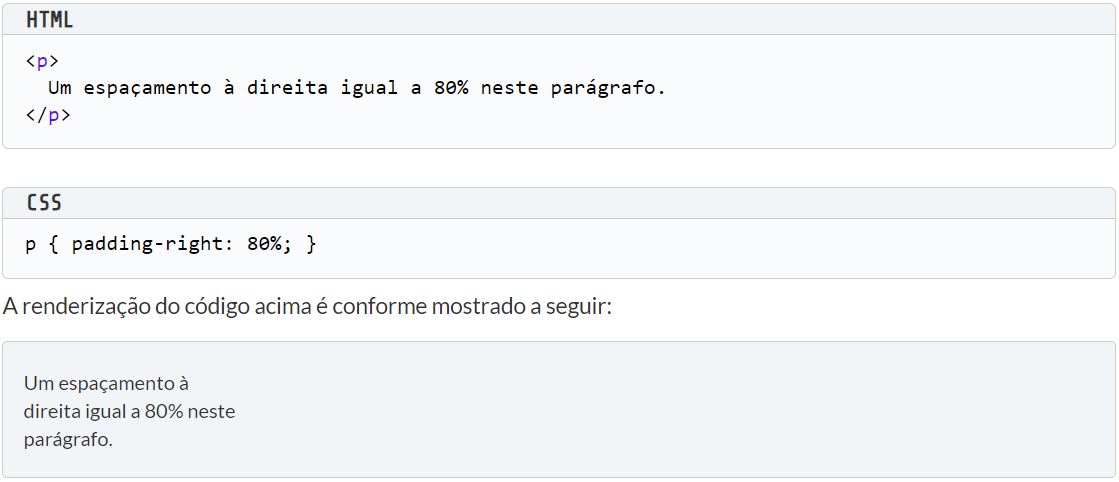 HTML
<p>
  Um espaçamento à direita igual a 80% neste parágrafo.
</p>
CSS
p { padding-right: 80%; }
A renderização do código acima é conforme mostrado a seguir:
Um espaçamento à
direita igual a 80% neste
parágrafo.